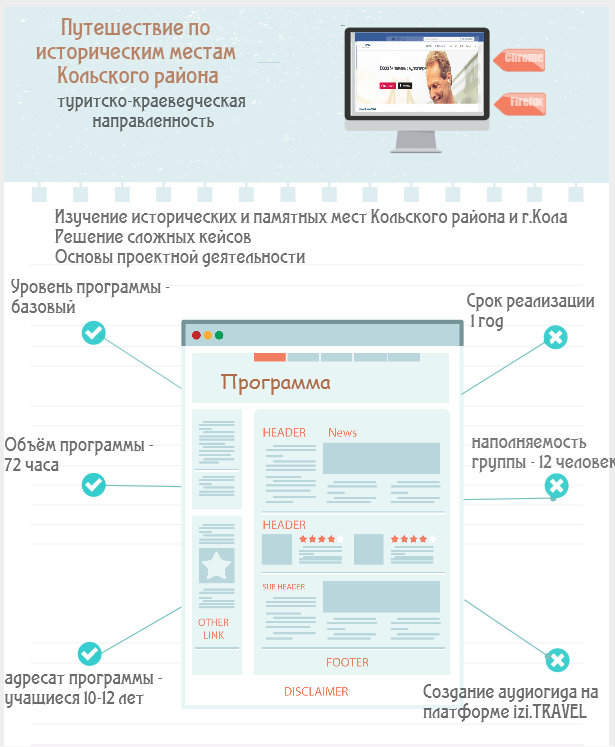 Путешествие по
историческим местам
Кольского района
туритско-краеведческая
направленность
Chrome
Firefox
Изучение исторических и памятных мест Кольского района и г.Кола
Решение сложных кейсов
Основы проектной деятельности
Уровень программы -
базовый
Срок реализации
1 год
Программа
HEADER News
Объём программы -
72 часа
наполняемость
группы - 12 человек
HEADER
SUB HEADER
OTHER
LINK
FOOTER
адресат программы -
учащиеся 10-12 лет
DISCLAIMER
Создание аудиогида на
платформе izi.TRAVEL